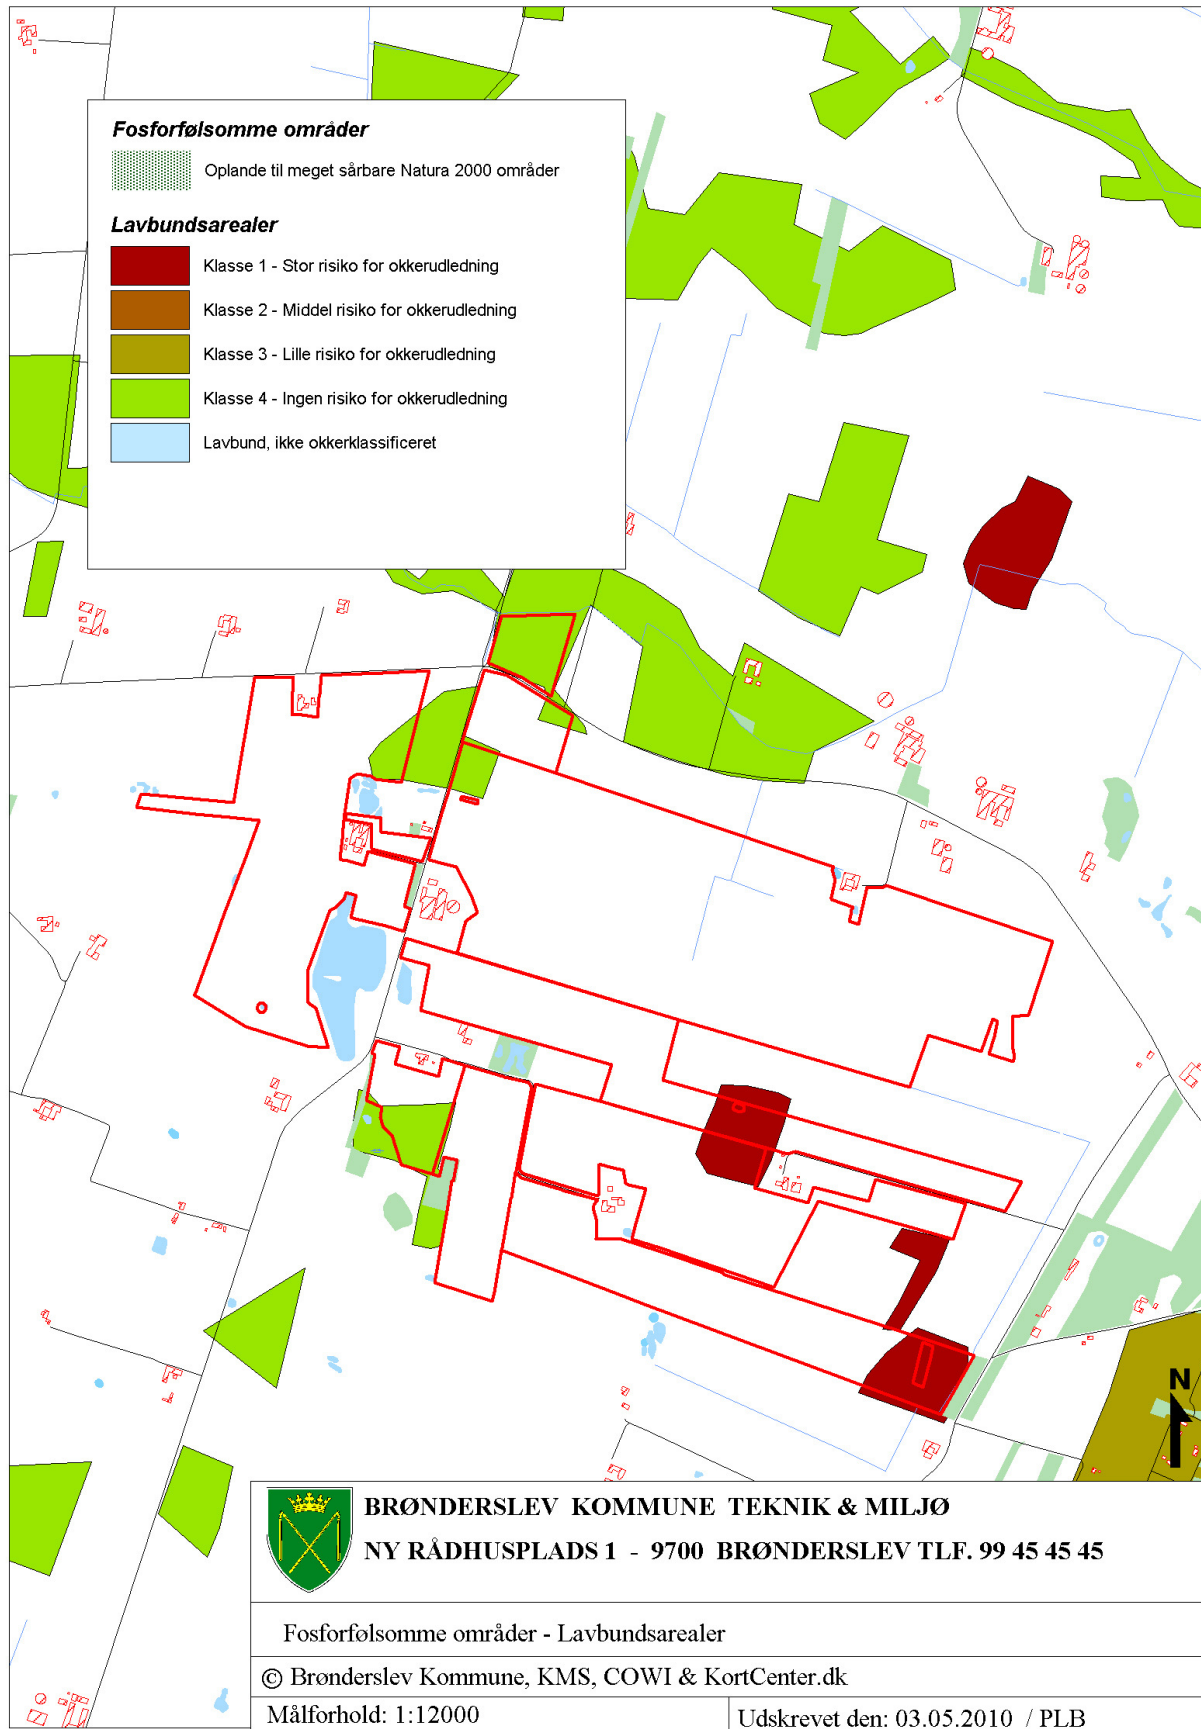 Fosforfølsomme områder
Oplande til meget sårbare Natura 2000 områder
Lavbundsarealer
Klasse 1 - Stor risiko for okkerudledning
Klasse 2 - Middel risiko for okkerudledning
Klasse 3 - Lille risiko for okkerudledning
Klasse 4 - Ingen risiko for okkerudledning
Lavbund, ikke okkerklassificeret
N
BRØNDERSLEV KOMMUNE TEKNIK & MILJØ
NY RÅDHUSPLADS 1 - 9700 BRØNDERSLEV TLF. 99 45 45 45
Fosforfølsomme områder - Lavbundsarealer
© Brønderslev Kommune, KMS, COWI & KortCenter.dk
Målforhold: 1:12000
Udskrevet den: 03.05.2010 / PLB